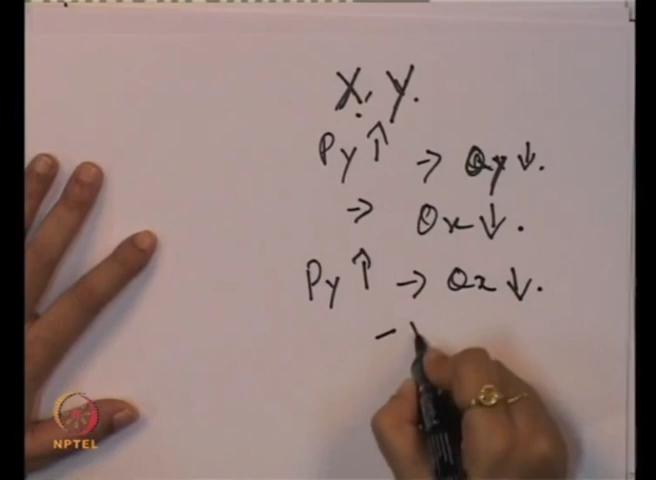 X, Y.
Py ↑ → Qy ↓.
→ Qx ↓.
Py ↑ → Qx ↓.
-
NPTEL